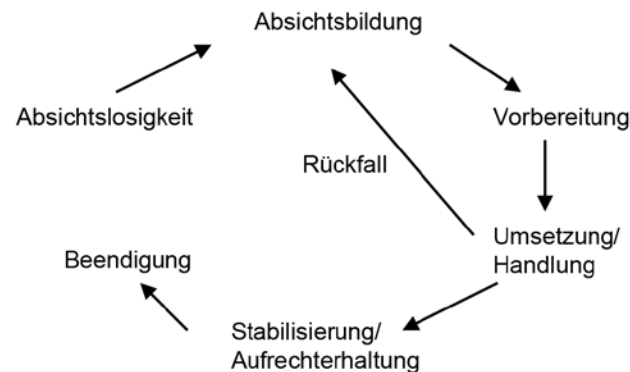 Absichtsbildung
Absichtslosigkeit
Vorbereitung
Rückfall
Umsetzung/
Handlung
Beendigung
Stabilisierung/
Aufrechterhaltung